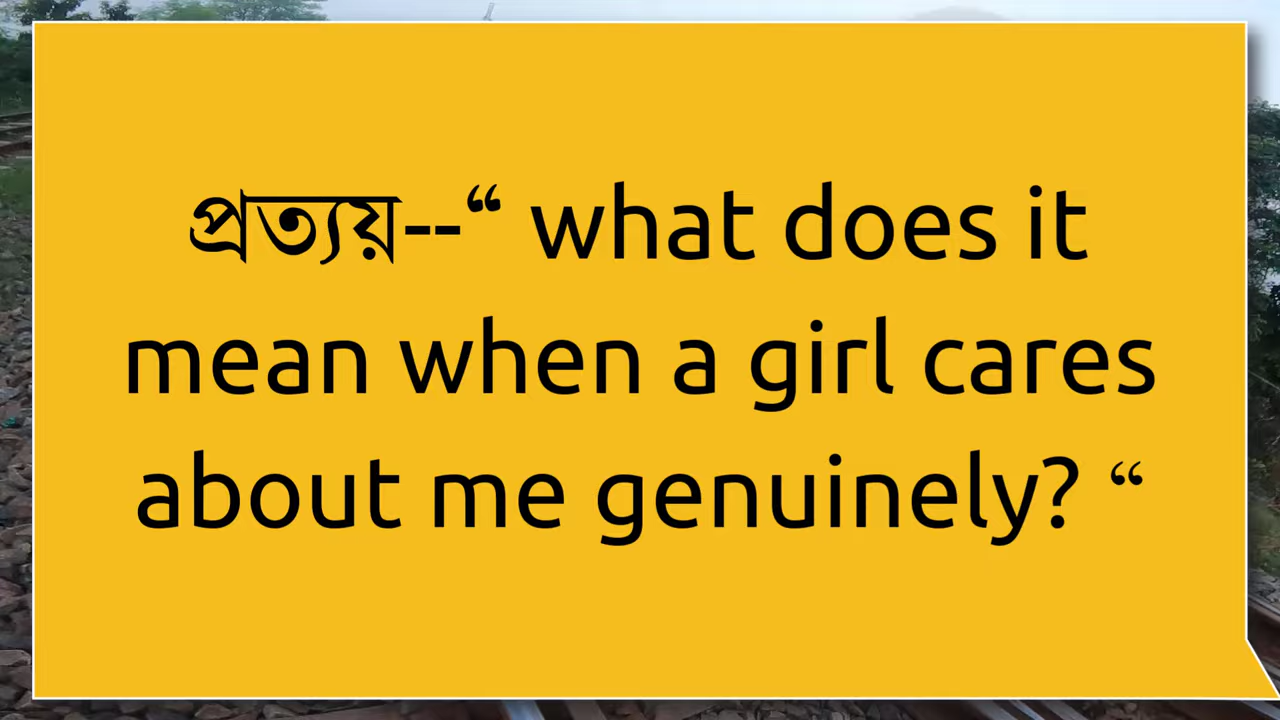 প্রত্যয়--“ what does it
mean when a girl cares
about me genuinely? “